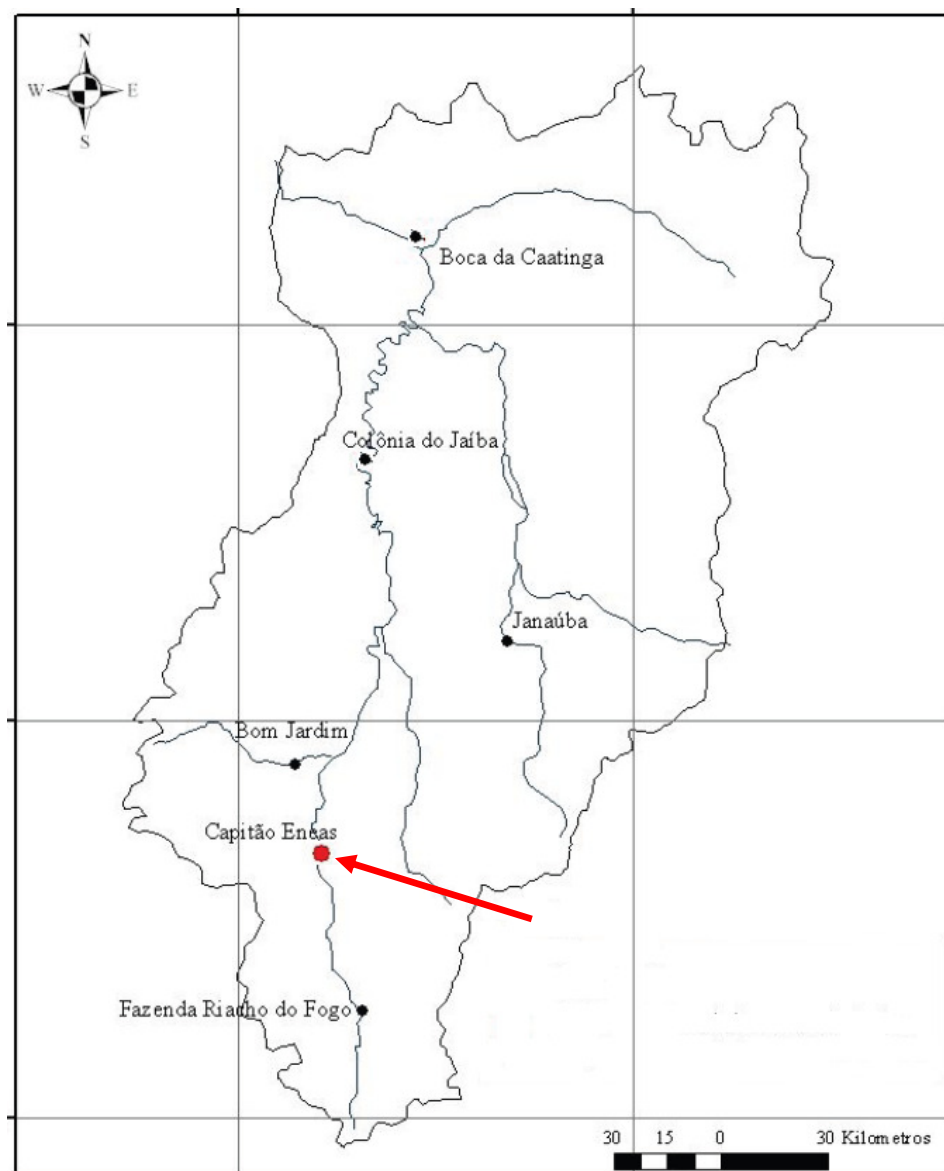 N
W E
S
Boca da Caatinga
Colônia do Jaíba
Janaúba
Bom Jardim
Capitão Eneas
Fazenda Riacho do Fogo
30 15 0 30 Kilometros